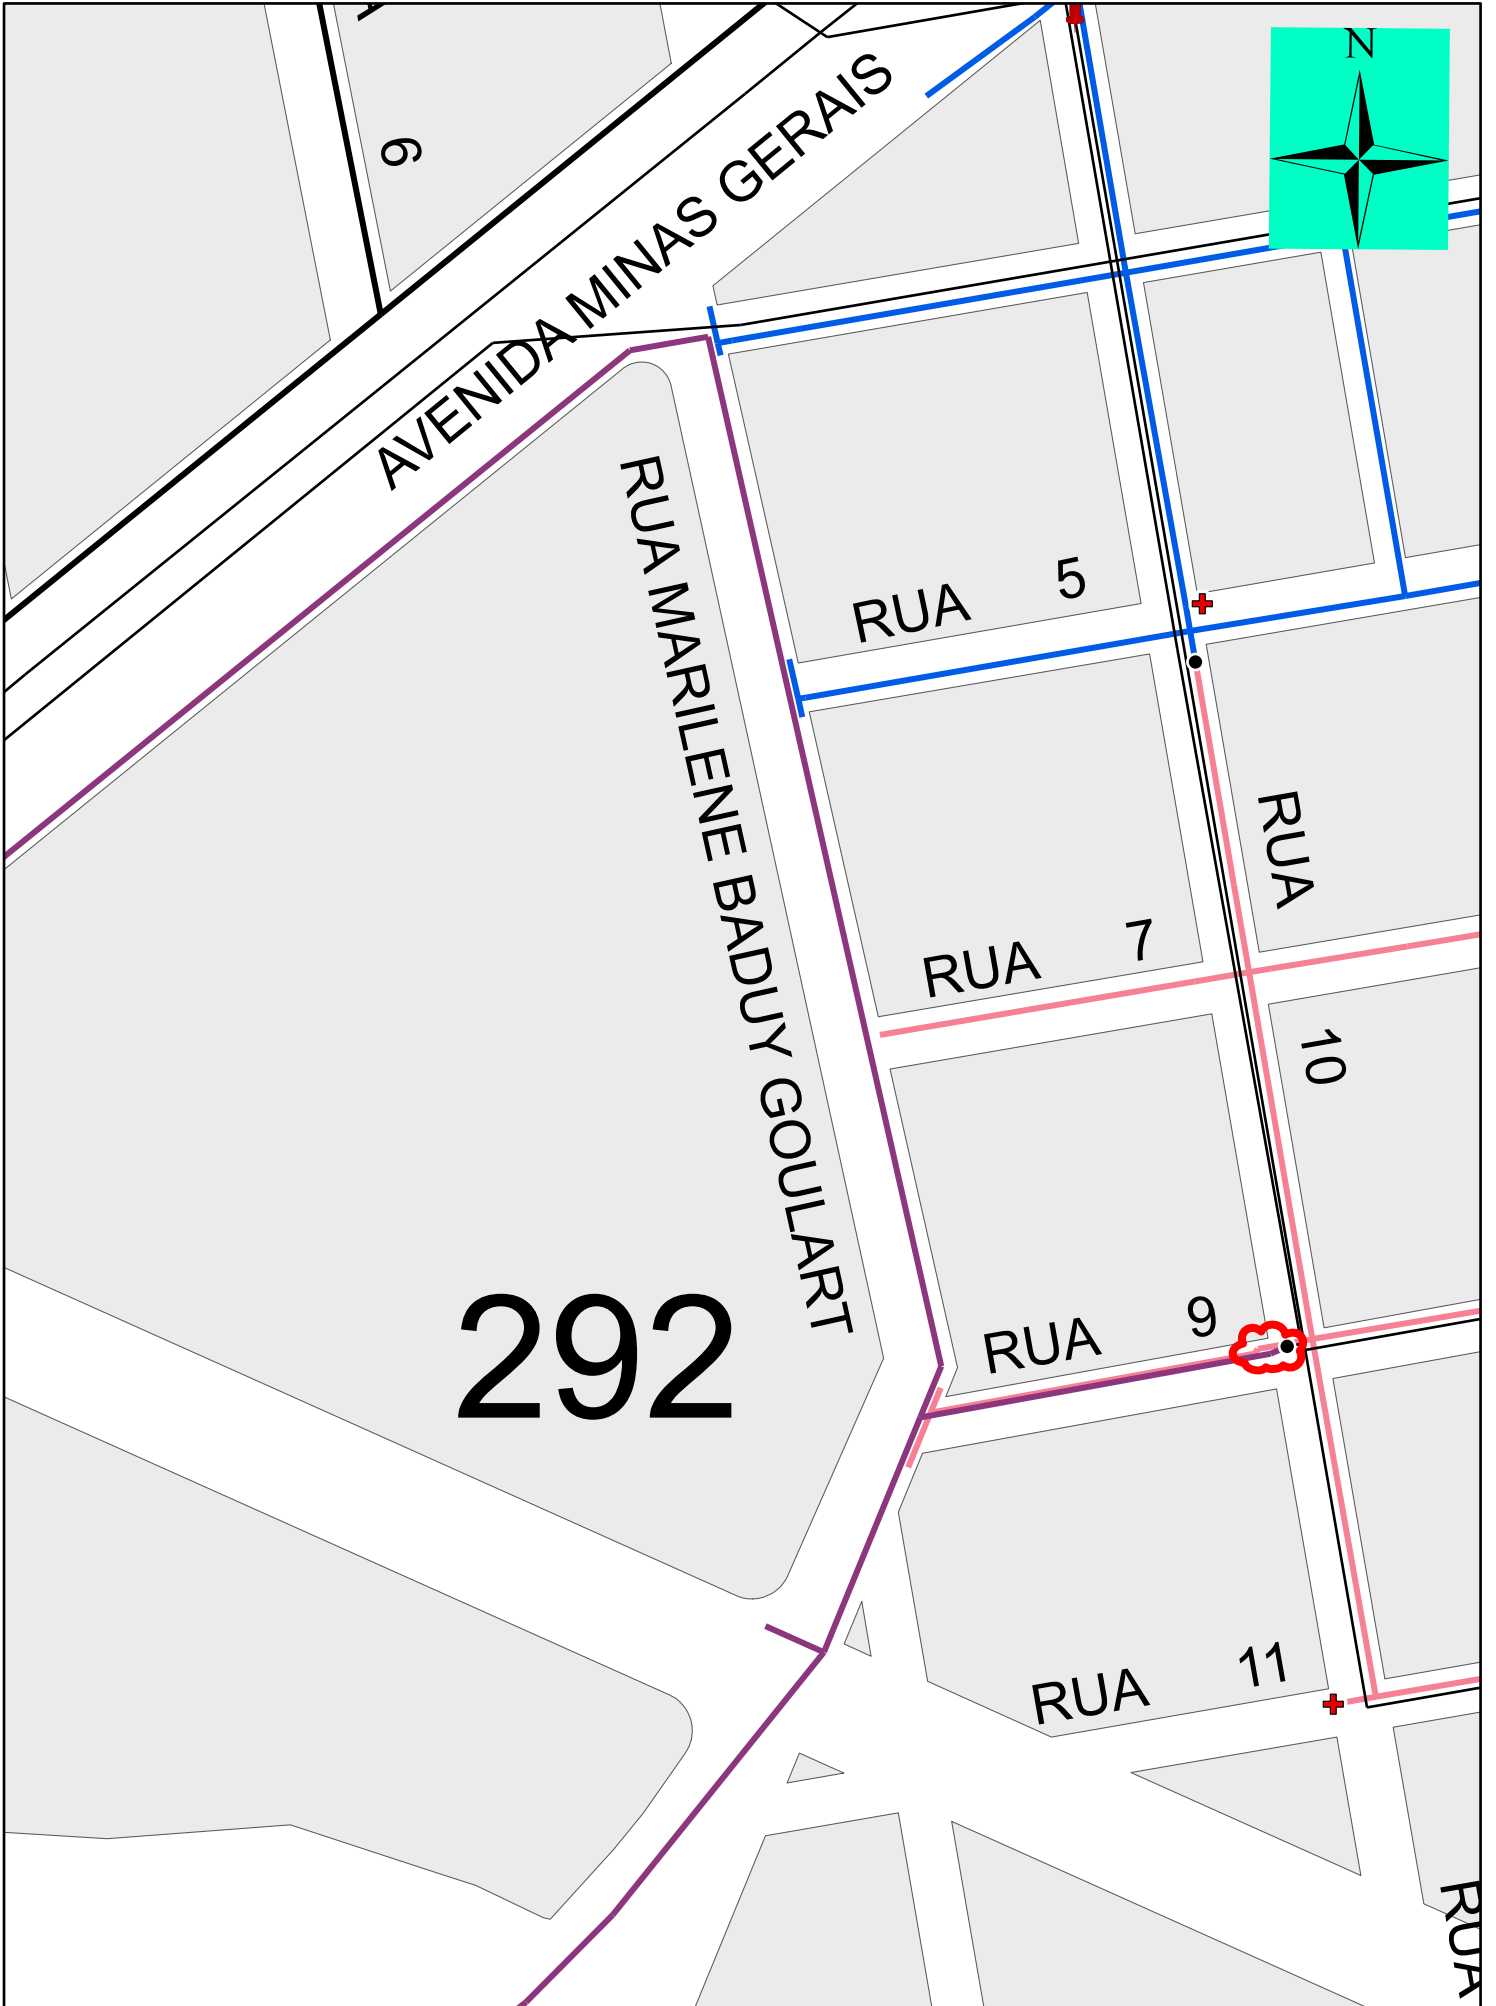 N
6
AVENIDA MINAS GERAIS
RUA MARILENE BADUY GOULART
RUA 5
RUA 10
RUA 7
292
RUA 9
RUA 11
RUA